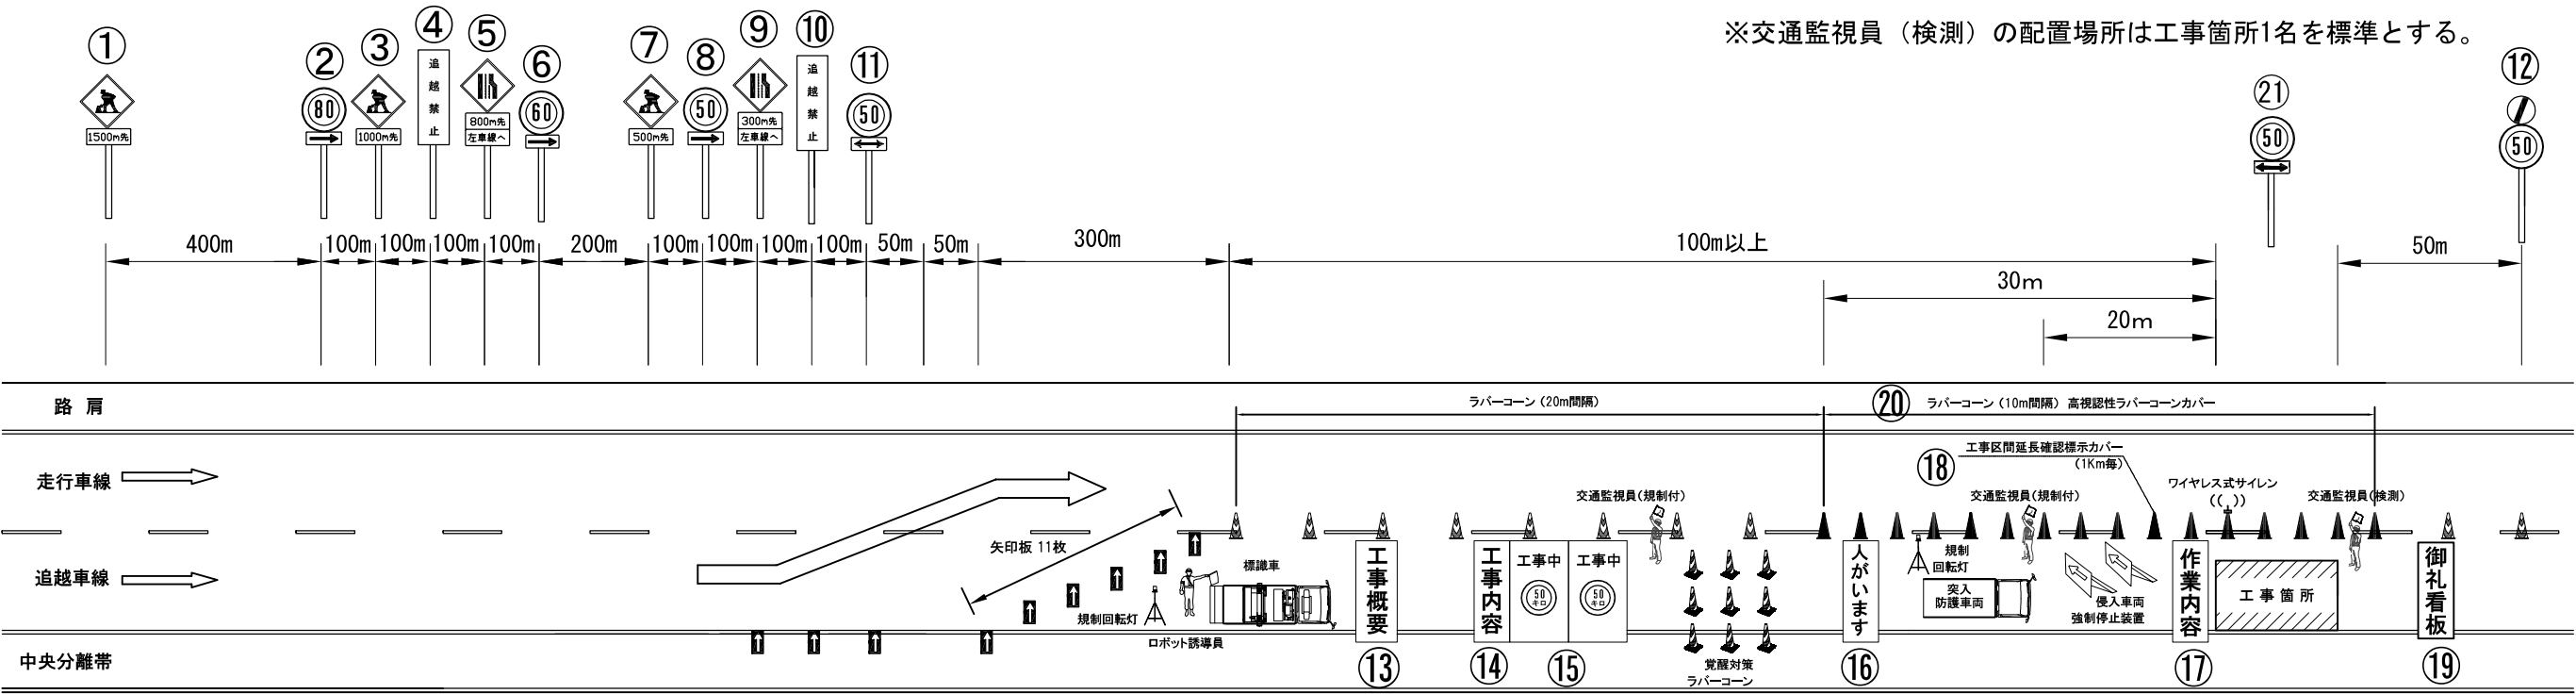 ※交通監視員（検測）の配置場所は工事箇所1名を標準とする。
①
1500m先
②
80
③
1000m先
④
追越禁止
⑤
800m先
左車線へ
⑥
60
⑦
500m先
⑧
50
⑨
300m先
左車線へ
⑩
追越禁止
⑪
50
㉑
50
⑫
50
400m
100m
100m
100m
100m
200m
100m
100m
100m
100m
50m
50m
300m
100m以上
50m
30m
20m
路肩
ラバーコーン（20m間隔）
⑳
ラバーコーン（10m間隔） 高視認性ラバーコーンカバー
走行車線
⑱
工事区間延長確認標示カバー
（1Km毎）
交通監視員（規制付）
交通監視員（規制付）
ワイヤレス式サイレン
((　))
交通監視員（検測）
矢印板 11枚
追越車線
標識車
規制回転灯
ロボット誘導員
工事概要
⑬
工事内容
⑭
工事中
50
キロ
工事中
50
キロ
⑮
覚醒対策
ラバーコーン
人がいます
⑯
規制
回転灯
突入
防護車両
侵入車両
強制停止装置
作業内容
⑰
工事箇所
御礼看板
⑲
中央分離帯